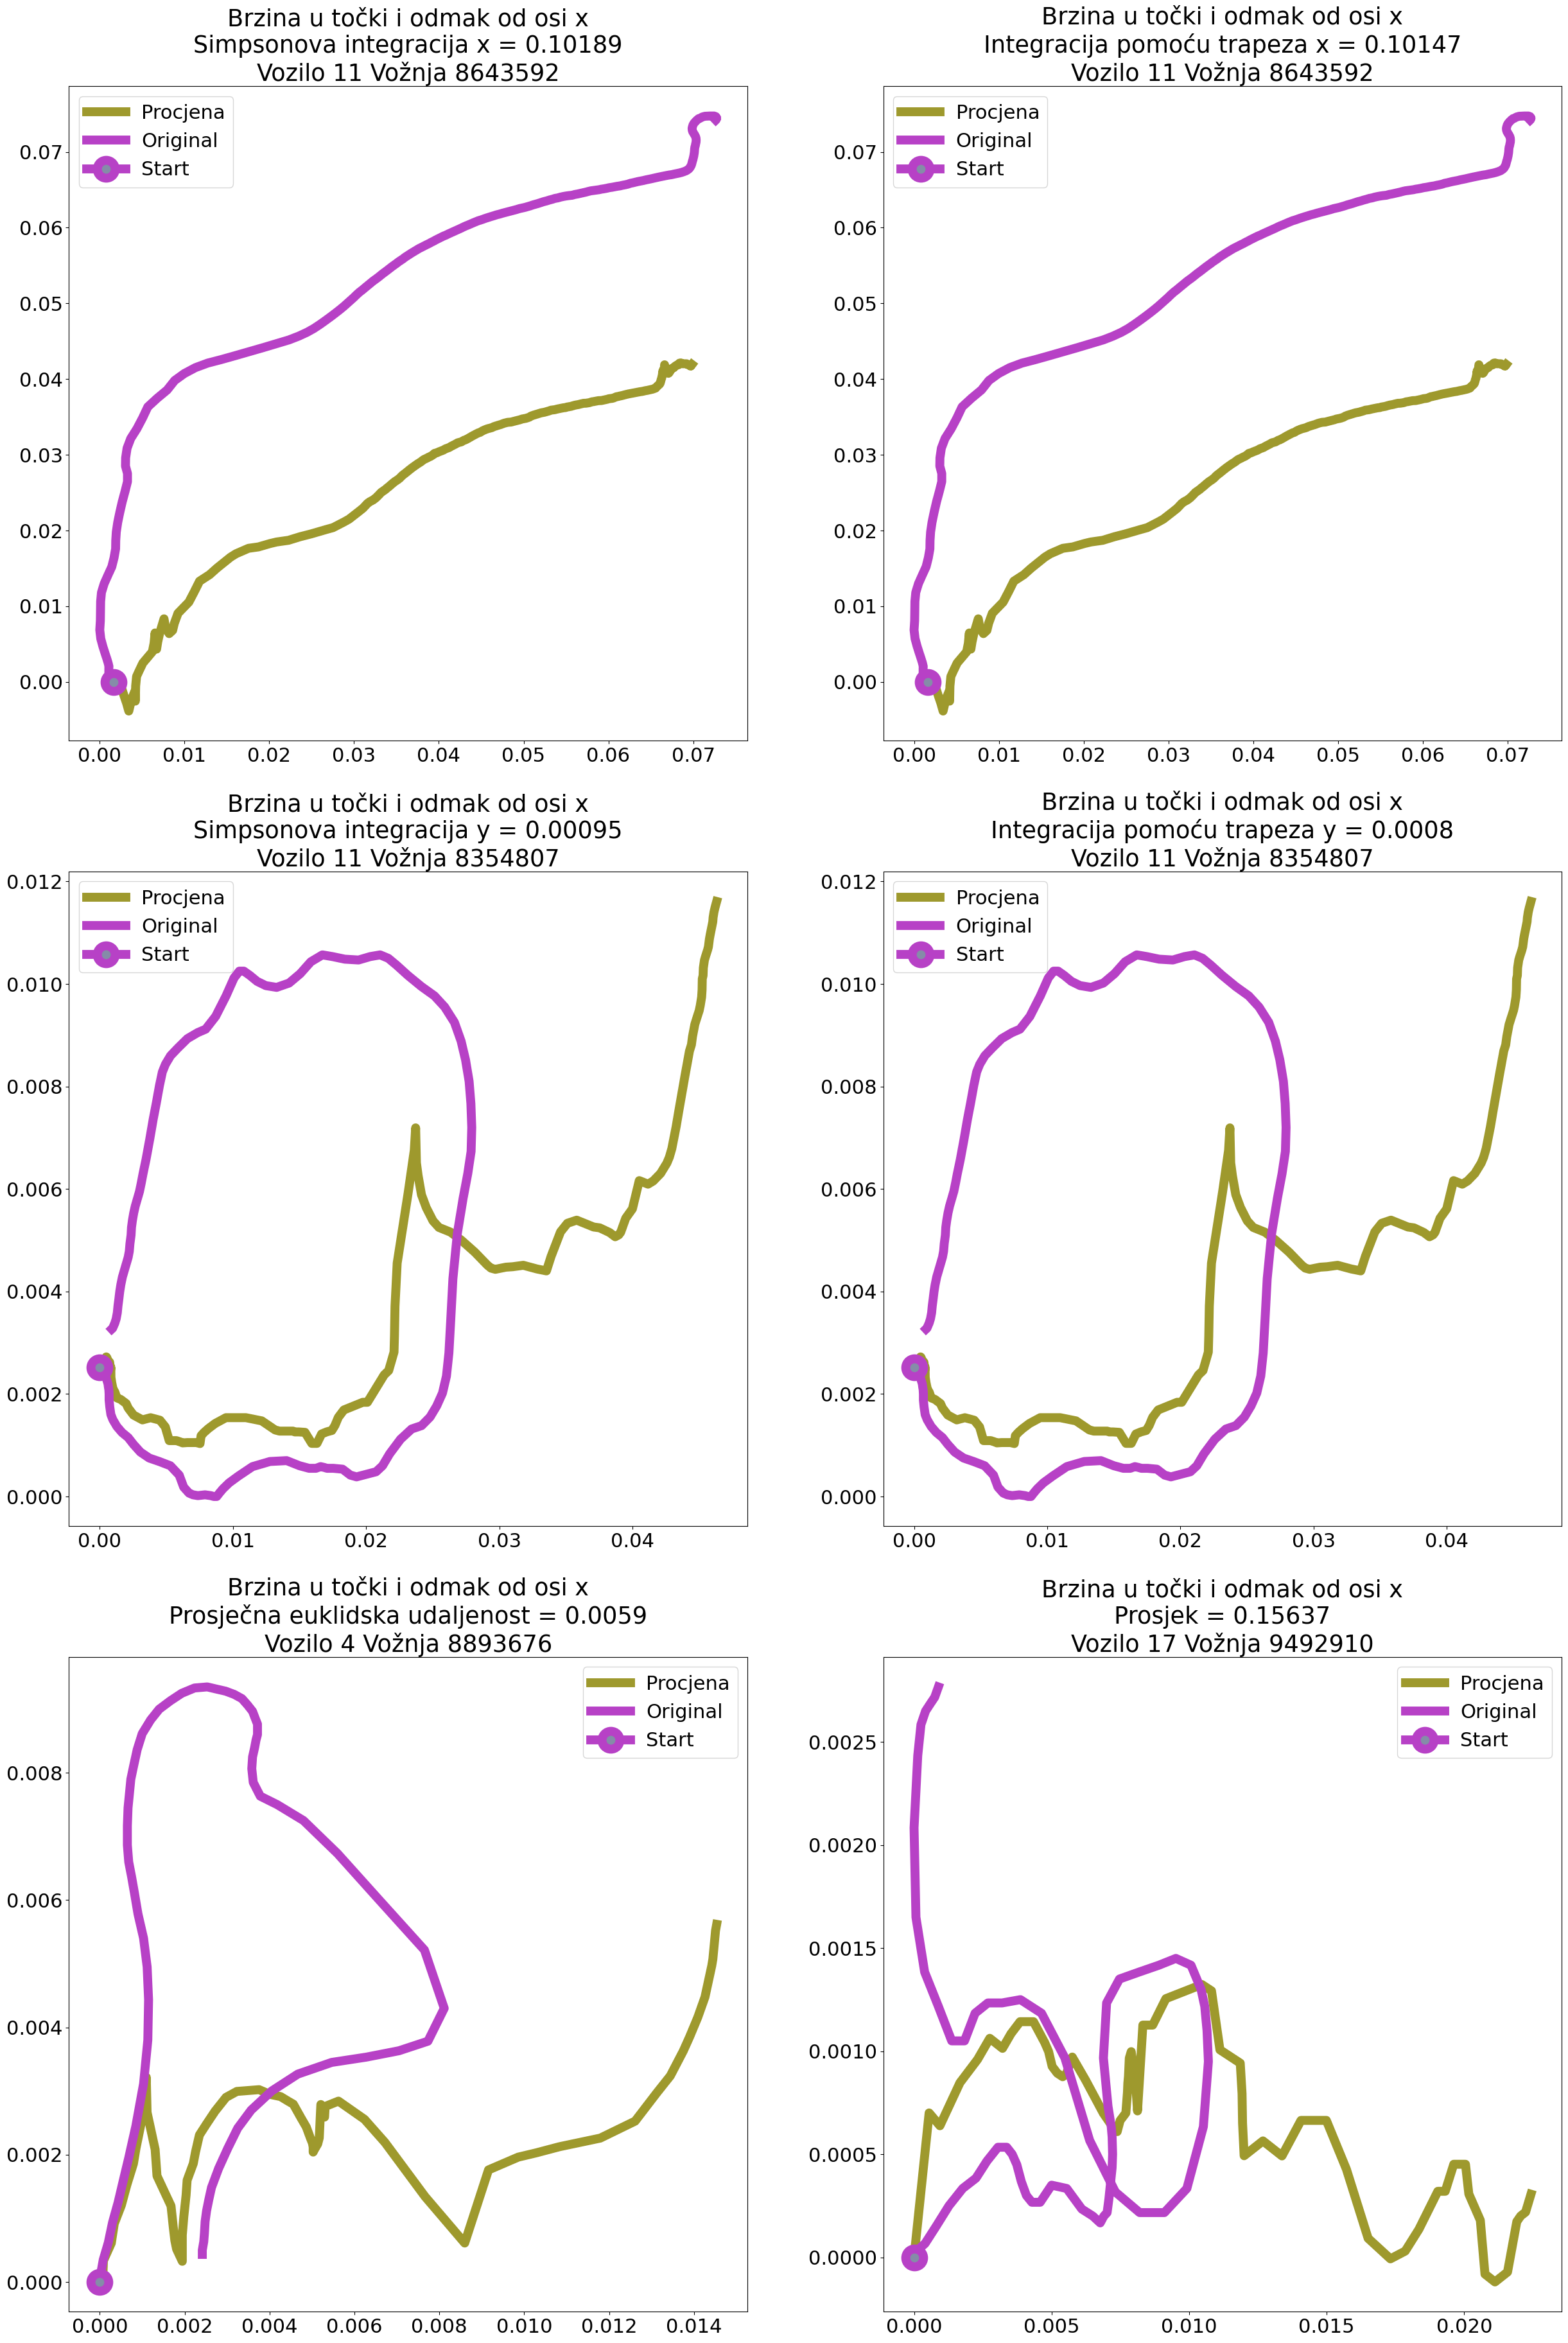 Brzina u točki i odmak od osi x
Simpsonova integracija x = 0.10189
Vozilo 11 Vožnja 8643592
Procjena
Original
Start
0.07
0.06
0.05
0.04
0.03
0.02
0.01
0.00
0.00 0.01 0.02 0.03 0.04 0.05 0.06 0.07
Brzina u točki i odmak od osi x
Integracija pomoću trapeza x = 0.10147
Vozilo 11 Vožnja 8643592
Procjena
Original
Start
0.07
0.06
0.05
0.04
0.03
0.02
0.01
0.00
0.00 0.01 0.02 0.03 0.04 0.05 0.06 0.07
Brzina u točki i odmak od osi x
Simpsonova integracija y = 0.00095
Vozilo 11 Vožnja 8354807
Procjena
Original
Start
0.012
0.010
0.008
0.006
0.004
0.002
0.000
0.00 0.01 0.02 0.03 0.04
Brzina u točki i odmak od osi x
Integracija pomoću trapeza y = 0.0008
Vozilo 11 Vožnja 8354807
Procjena
Original
Start
0.012
0.010
0.008
0.006
0.004
0.002
0.000
0.00 0.01 0.02 0.03 0.04
Brzina u točki i odmak od osi x
Prosječna euklidska udaljenost = 0.0059
Vozilo 4 Vožnja 8893676
Procjena
Original
Start
0.008
0.006
0.004
0.002
0.000
0.000 0.002 0.004 0.006 0.008 0.010 0.012 0.014
Brzina u točki i odmak od osi x
Prosjek = 0.15637
Vozilo 17 Vožnja 9492910
Procjena
Original
Start
0.0025
0.0020
0.0015
0.0010
0.0005
0.0000
0.000 0.005 0.010 0.015 0.020